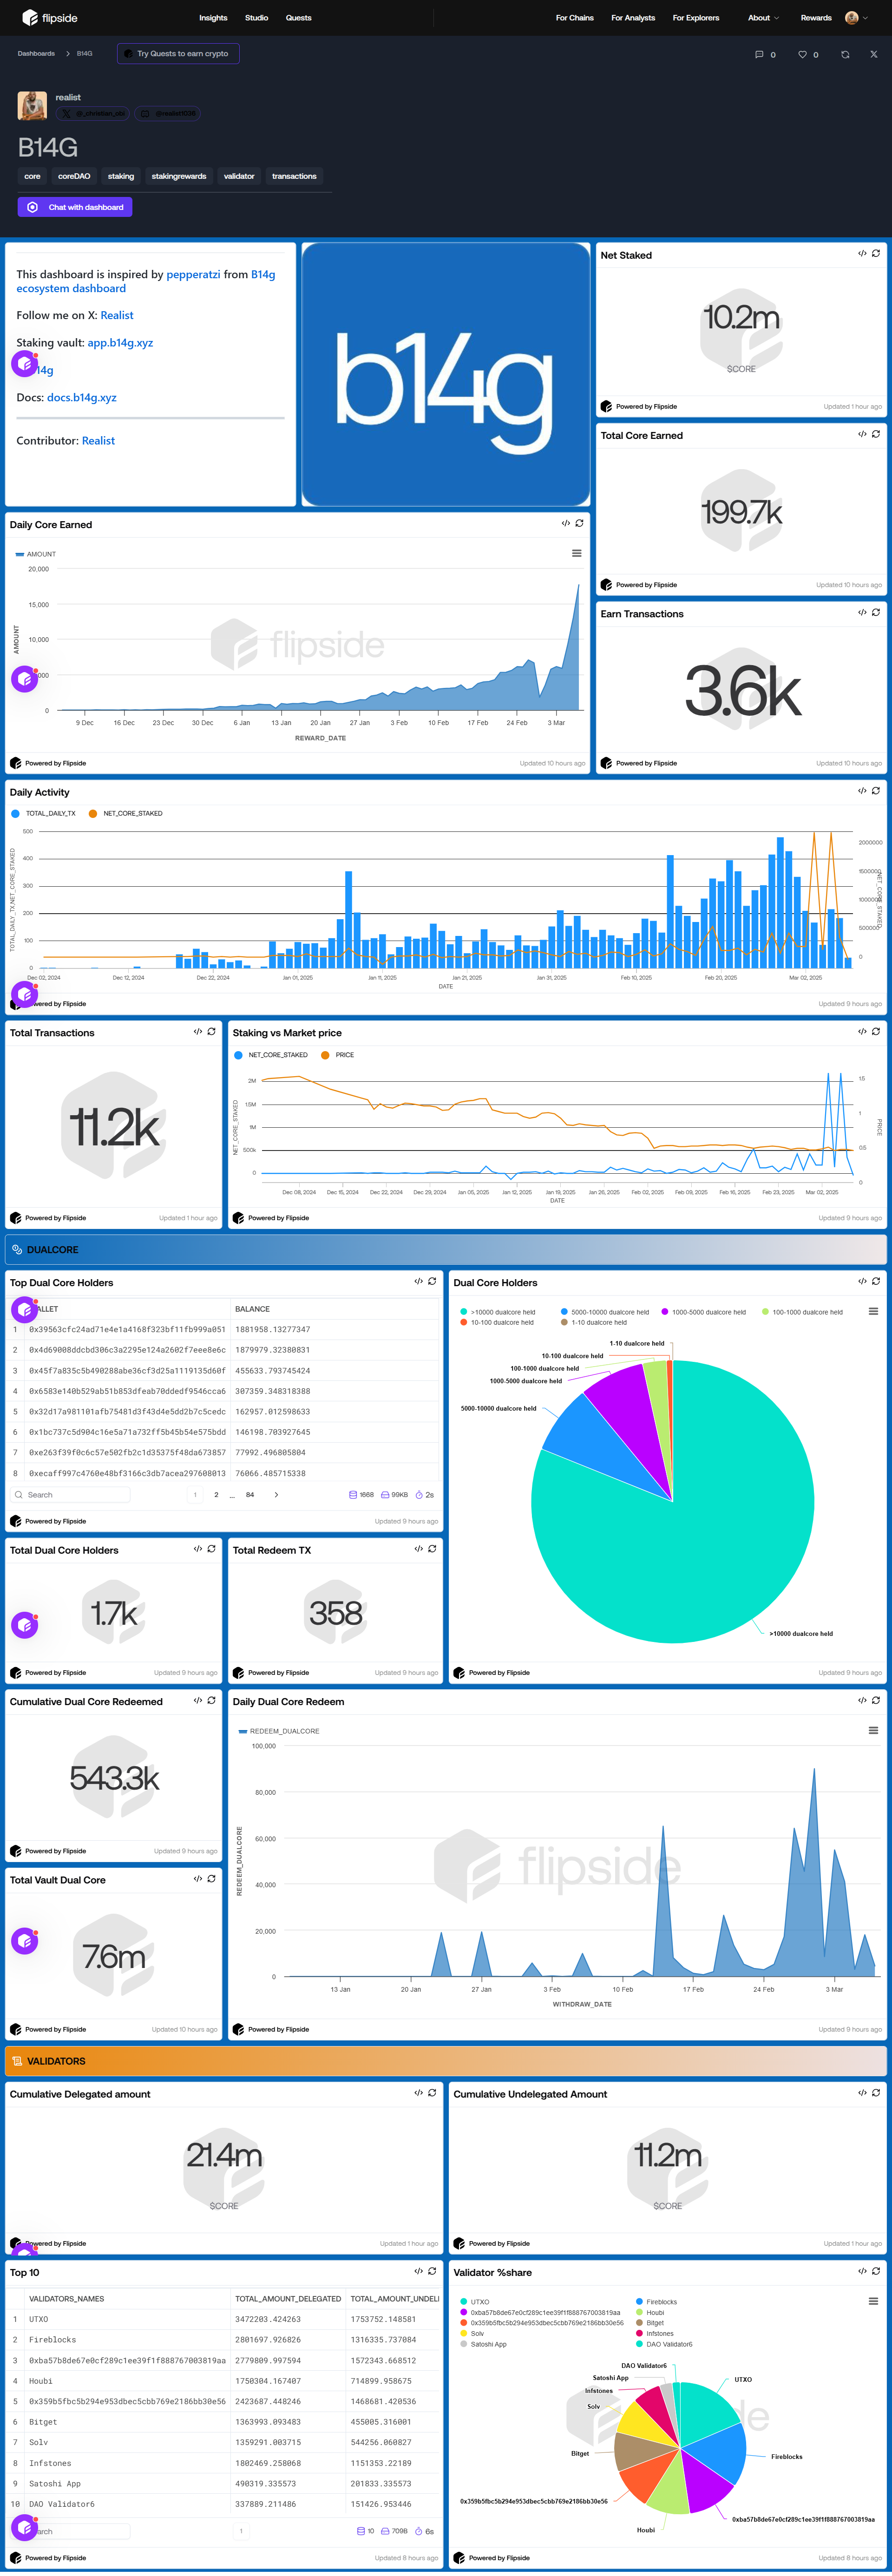 flipside
Insights Studio Quests For Chains For Analysts For Explorers About Rewards
Dashboards > B14G Try Quests to earn crypto 0 0
realist
@_christian_obi @realist1035
B14G
core coreDAO staking stakingrewards validator transactions
Chat with dashboard
This dashboard is inspired by pepperatzi from B14g
ecosystem dashboard
Follow me on X: Realist
Staking vault: app.b14g.xyz
14g
Docs: docs.b14g.xyz
Contributor: Realist
b14g
Net Staked
10.2m
$CORE
Powered by Flipside Updated 1 hour ago
Total Core Earned
199.7k
Powered by Flipside Updated 10 hours ago
Daily Core Earned
AMOUNT
20,000
15,000
10,000
,000
0
AMOUNT
flipside
9 Dec 16 Dec 23 Dec 30 Dec 6 Jan 13 Jan 20 Jan 27 Jan 3 Feb 10 Feb 17 Feb 24 Feb 3 Mar
REWARD_DATE
Powered by Flipside Updated 10 hours ago
Earn Transactions
3.6k
Powered by Flipside Updated 10 hours ago
Daily Activity
TOTAL_DAILY_TX NET_CORE_STAKED
500
400
300
200
100
0
TOTAL_DAILY_TX,NET_CORE_STAKED
2000000
1500000
1000000
500000
0
NET_CORE_STAKED
Dec 02, 2024 Dec 12, 2024 Dec 22, 2024 Jan 01, 2025 Jan 11, 2025 Jan 21, 2025 Jan 31, 2025 Feb 10, 2025 Feb 20, 2025 Mar 02, 2025
DATE
wered by Flipside Updated 9 hours ago
Total Transactions
11.2k
Powered by Flipside Updated 1 hour ago
Staking vs Market price
NET_CORE_STAKED PRICE
2M
1.5M
1M
500k
0
NET_CORE_STAKED
1.5
1
0.5
0
PRICE
Dec 08, 2024 Dec 15, 2024 Dec 22, 2024 Dec 29, 2024 Jan 05, 2025 Jan 12, 2025 Jan 19, 2025 Jan 26, 2025 Feb 02, 2025 Feb 09, 2025 Feb 16, 2025 Feb 23, 2025 Mar 02, 2025
DATE
Powered by Flipside Updated 9 hours ago
DUALCORE
Top Dual Core Holders
ALLET BALANCE
1 0x39563cfc24ad71e4e1a4168f323bf11fb999a051 1881958.13277347
2 0x4d69008ddcbd306c3a2295e124a2602f7eee8e6c 1879979.32380831
3 0x45f7a835c5b490288abe36cf3d25a1119135d60f 455633.793745424
4 0x6583e140b529ab51b853dfeab70ddedf9546cca6 307359.348318388
5 0x32d17a981101afb75481d3f43d4e5dd2b7c5cedc 162957.012598633
6 0x1bc737c5d904c16e5a71a732ff5b45b54e575bdd 146198.703927645
7 0xe263f39f0c6c57e502fb2c1d35375f48da673857 77992.496805804
8 0xecaff997c4760e48bf3166c3db7acea297608013 76066.485715338
Search 1 2 ... 84 > 1668 99KB 2s
Powered by Flipside Updated 9 hours ago
Dual Core Holders
>10000 dualcore held 5000-10000 dualcore held 1000-5000 dualcore held 100-1000 dualcore held
10-100 dualcore held 1-10 dualcore held
1-10 dualcore held
10-100 dualcore held
100-1000 dualcore held
1000-5000 dualcore held
5000-10000 dualcore held
>10000 dualcore held
Powered by Flipside Updated 9 hours ago
Total Dual Core Holders
1.7k
Powered by Flipside Updated 9 hours ago
Total Redeem TX
358
Powered by Flipside Updated 9 hours ago
Cumulative Dual Core Redeemed
543.3k
Powered by Flipside Updated 9 hours ago
Total Vault Dual Core
7.6m
Powered by Flipside Updated 10 hours ago
Daily Dual Core Redeem
REDEEM_DUALCORE
100,000
80,000
60,000
40,000
20,000
0
REDEEM_DUALCORE
flipside
13 Jan 20 Jan 27 Jan 3 Feb 10 Feb 17 Feb 24 Feb 3 Mar
WITHDRAW_DATE
Powered by Flipside Updated 9 hours ago
VALIDATORS
Cumulative Delegated amount
21.4m
$CORE
Powered by Flipside Updated 1 hour ago
Cumulative Undelegated Amount
11.2m
$CORE
Powered by Flipside Updated 1 hour ago
Top 10
VALIDATORS_NAMES TOTAL_AMOUNT_DELEGATED TOTAL_AMOUNT_UNDELI
1 UTXO 3472203.424263 1753752.148581
2 Fireblocks 2801697.926826 1316335.737084
3 0xba57b8de67e0cf289c1ee39f1f888767003819aa 2779809.997594 1572343.668512
4 Houbi 1750304.167407 714899.958675
5 0x359b5fbc5b294e953dbec5cbb769e2186bb30e56 2423687.448246 1468681.420536
6 Bitget 1363993.093483 455005.316001
7 Solv 1359291.003715 544256.060827
8 Infstones 1802469.258068 1151353.22189
9 Satoshi App 490319.335573 201833.335573
10 DAO Validator6 337889.211486 151426.953446
arch 1 10 709B 6s
Powered by Flipside Updated 8 hours ago
Validator %share
UTXO Fireblocks
0xba57b8de67e0cf289c1ee39f1f888767003819aa Houbi
0x359b5fbc5b294e953dbec5cbb769e2186bb30e56 Bitget
Solv Infstones
Satoshi App DAO Validator6
DAO Validator6
Satoshi App
Infstones
Solv
Bitget
0x359b5fbc5b294e953dbec5cbb769e2186bb30e56
Houbi
0xba57b8de67e0cf289c1ee39f1f888767003819aa
Fireblocks
UTXO
Powered by Flipside Updated 8 hours ago